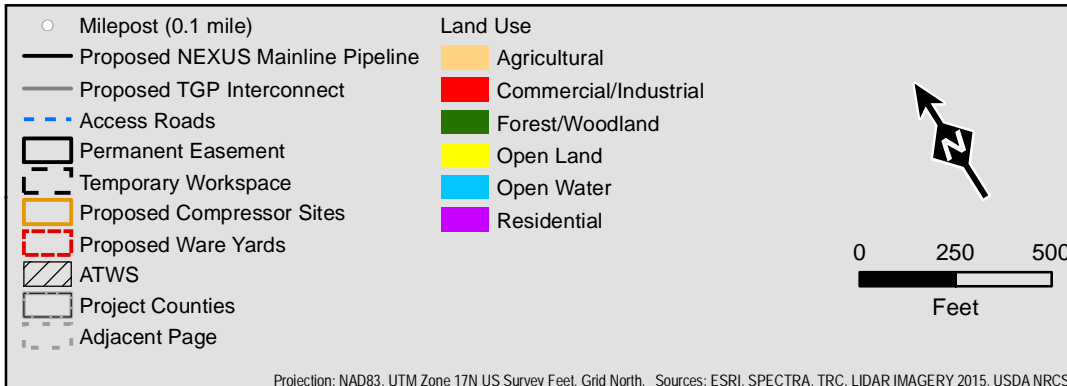 Milepost (0.1 mile)
Proposed NEXUS Mainline Pipeline
Proposed TGP Interconnect
Access Roads
Permanent Easement
Temporary Workspace
Proposed Compressor Sites
Proposed Ware Yards
ATWS
Project Counties
Adjacent Page
Land Use
Agricultural
Commercial/Industrial
Forest/Woodland
Open Land
Open Water
Residential
N
0 250 500
Feet
Projection: NAD83, UTM Zone 17N US Survey Feet, Grid North, Sources: ESRI, SPECTRA, TRC, LIDAR IMAGERY 2015, USDA NRCS